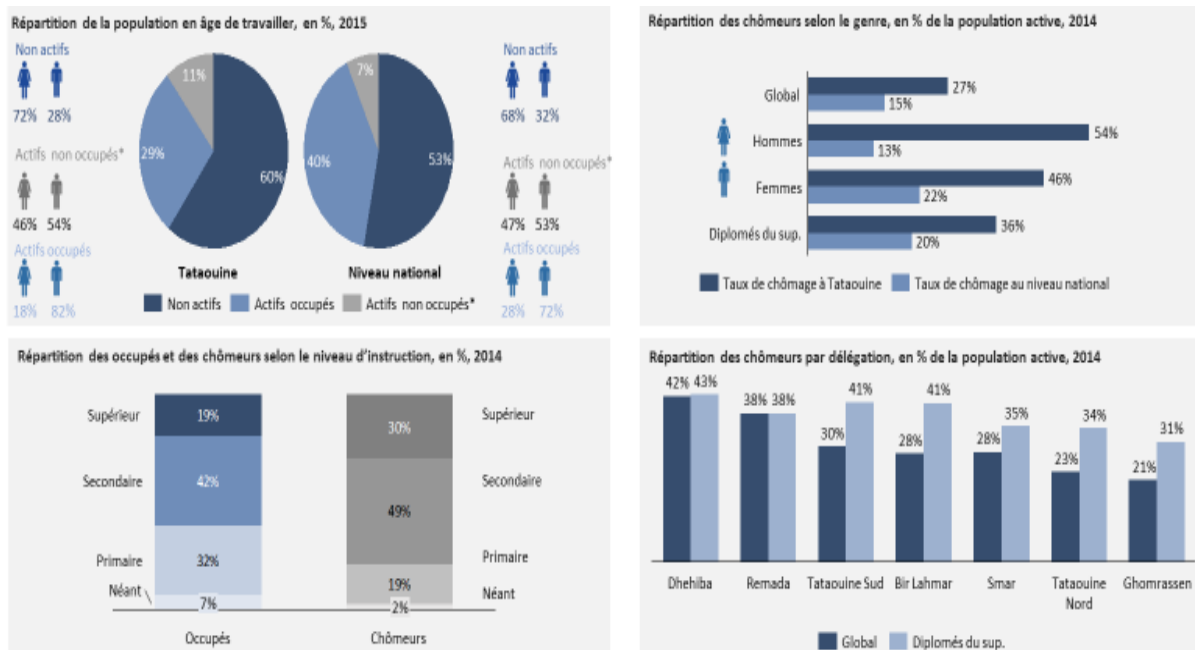 Répartition de la population en âge de travailler, en %, 2015
Non actifs
72% 28%
Actifs non occupés*
46% 54%
Actifs occupés
18% 82%
11%
29%
60%
Tataouine
7%
40%
53%
Niveau national
Non actifs
68% 32%
Actifs non occupés*
47% 53%
Actifs occupés
28% 72%
Non actifs Actifs occupés Actifs non occupés*
Répartition des chômeurs selon le genre, en % de la population active, 2014
Global 27%
15%
Hommes 54%
13%
Femmes 46%
22%
Diplomés du sup. 36%
20%
Taux de chômage à Tataouine Taux de chômage au niveau national
Répartition des occupés et des chômeurs selon le niveau d'instruction, en %, 2014
Supérieur 19% 30% Supérieur
Secondaire 42% 49% Secondaire
Primaire 32% 19% Primaire
Néant 7% 2% Néant
Occupés Chômeurs
Répartition des chômeurs par délégation, en % de la population active, 2014
42% 43% 38% 38% 30% 41% 28% 41% 28% 35% 23% 34% 21% 31%
Dhehiba Remada Tataouine Sud Bir Lahmar Smar Tataouine Ghomrassen
Nord
Global Diplômés du sup.